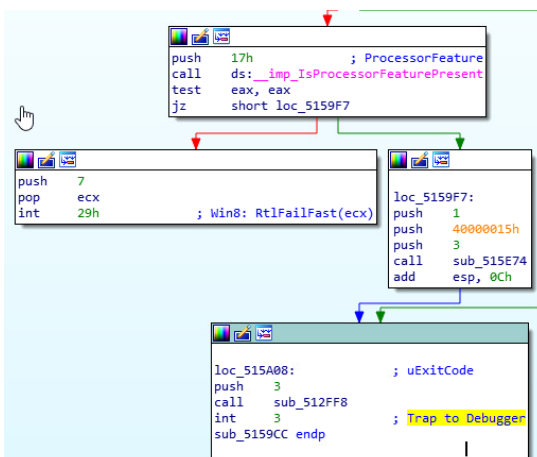 push 17h ; ProcessorFeature
call ds:__imp_IsProcessorFeaturePresent
test eax, eax
jz short loc_5159F7
push 7
pop ecx
int 29h ; Win8: RtlFailFast(ecx)
loc_5159F7:
push 1
push 40000015h
push 3
call sub_515E74
add esp, 0Ch
loc_515A08: ; uExitCode
push 3
call sub_512FF8
int 3 ; Trap to Debugger
sub_5159CC endp